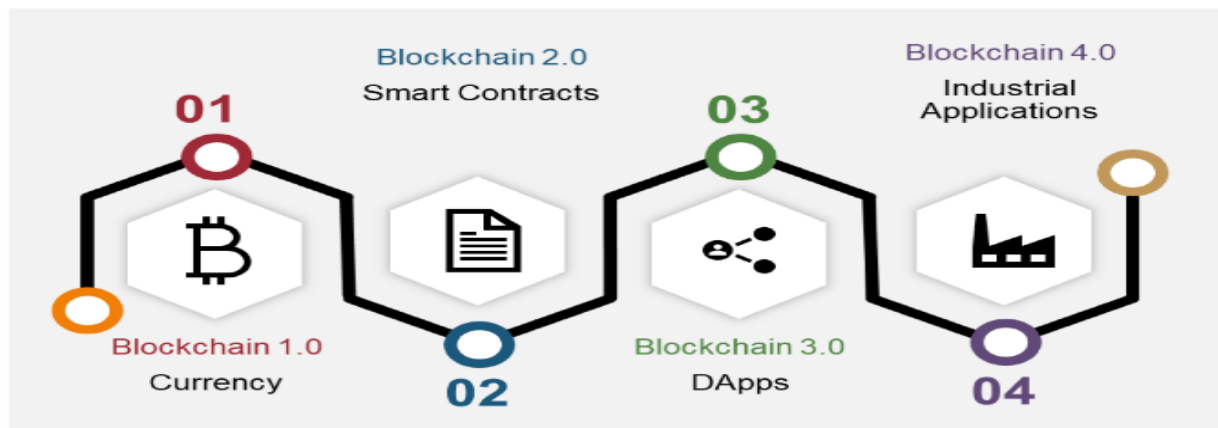 01
Blockchain 1.0
Currency
Blockchain 2.0
Smart Contracts
02
03
Blockchain 3.0
DApps
Blockchain 4.0
Industrial
Applications
04